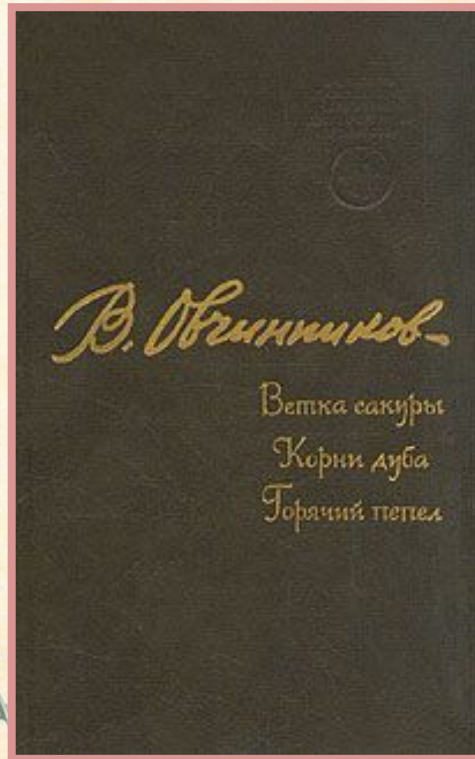 В. Овчинников
Ветка сакуры
Корни дуба
Горячий пепел